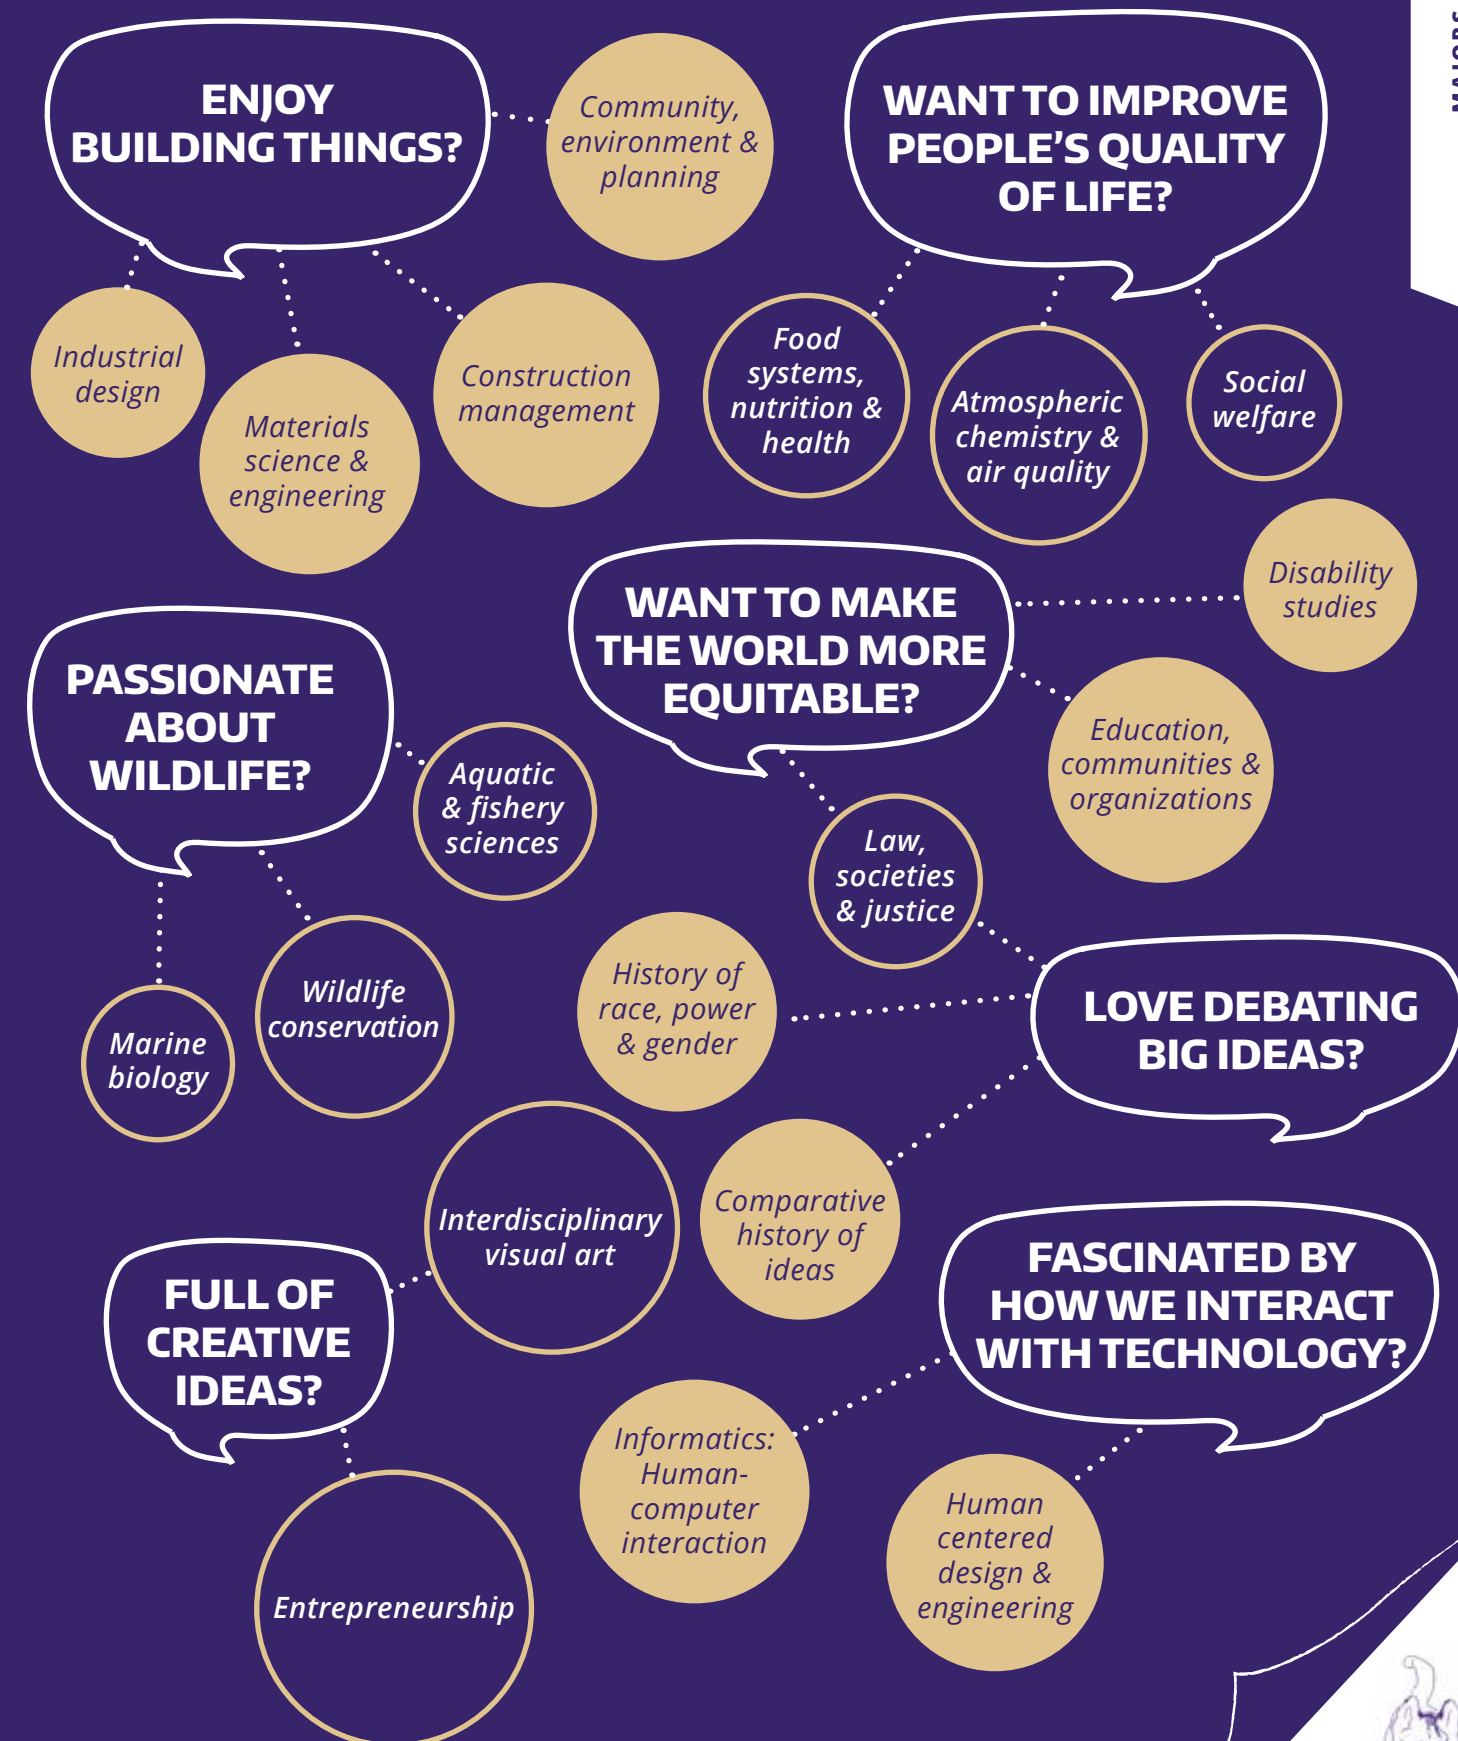 MAJORS
ENJOY
BUILDING THINGS?
Community,
environment &
planning
Industrial
design
Materials
science &
engineering
Construction
management
WANT TO IMPROVE
PEOPLE’S QUALITY
OF LIFE?
Food
systems,
nutrition &
health
Atmospheric
chemistry &
air quality
Social
welfare
WANT TO MAKE
THE WORLD MORE
EQUITABLE?
Disability
studies
Education,
communities &
organizations
Law,
societies
& justice
PASSIONATE
ABOUT
WILDLIFE?
Aquatic
& fishery
sciences
Wildlife
conservation
Marine
biology
LOVE DEBATING
BIG IDEAS?
History of
race, power
& gender
Comparative
history of
ideas
FULL OF
CREATIVE
IDEAS?
Interdisciplinary
visual art
Entrepreneurship
FASCINATED BY
HOW WE INTERACT
WITH TECHNOLOGY?
Informatics:
Human-
computer
interaction
Human
centered
design &
engineering